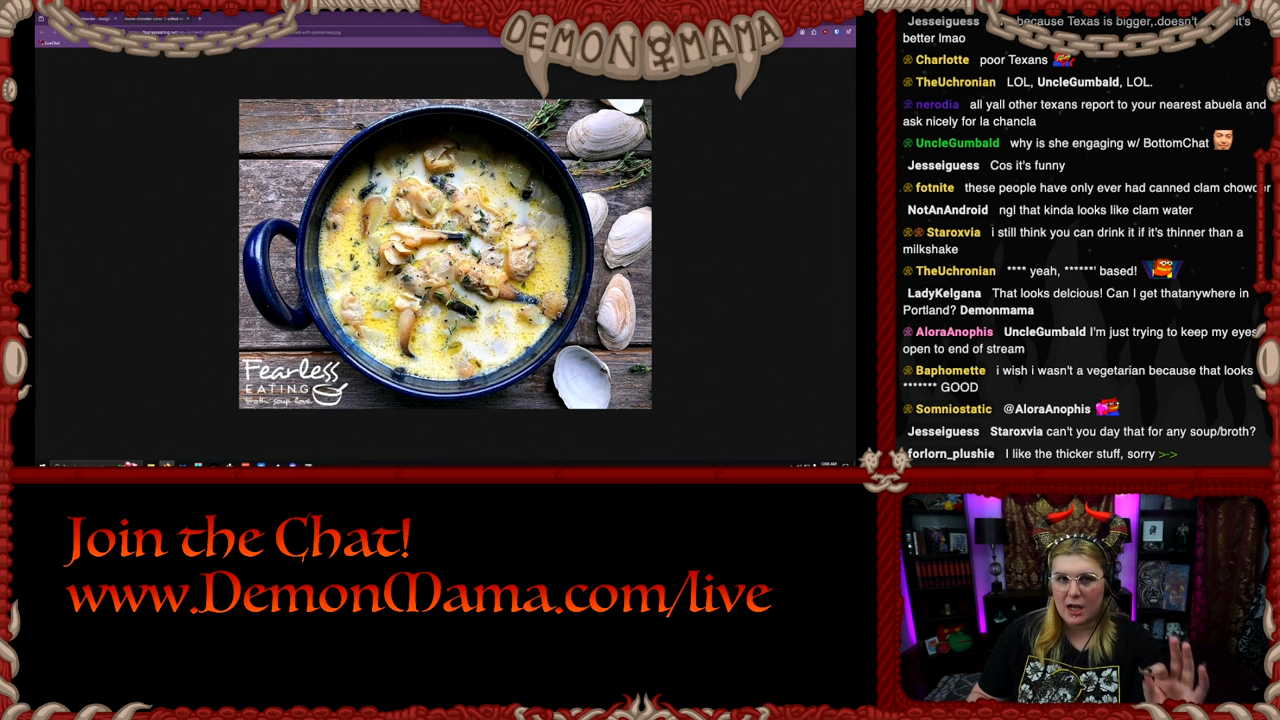 DEMON MAMA
Jesseiguess because Texas is bigger,.doesn't it's
better lmao
Charlotte poor Texans
TheUchronian LOL, UncleGumbald, LOL.
nerodia all yall other texans report to your nearest abuela and
ask nicely for la chancla
UncleGumbald why is she engaging w/ BottomChat
Jesseiguess Cos it's funny
fotnite these people have only ever had canned clam chowder
NotAnAndroid ngl that kinda looks like clam water
Staroxvia i still think you can drink it if it's thinner than a
milkshake
TheUchronian **** yeah, ******' based!
LadyKelgana That looks delcious! Can I get thatanywhere in
Portland? Demonmama
AloraAnophis UncleGumbald I'm just trying to keep my eyes
open to end of stream
Baphomette i wish i wasn't a vegetarian because that looks
******* GOOD
Somniostatic @AloraAnophis
Jesseiguess Staroxvia can't you day that for any soup/broth?
forlorn_plushie I like the thicker stuff, sorry >->
Fearless
EATING
broth. soup. love.
Join the Chat!
www.DemonMama.com/live